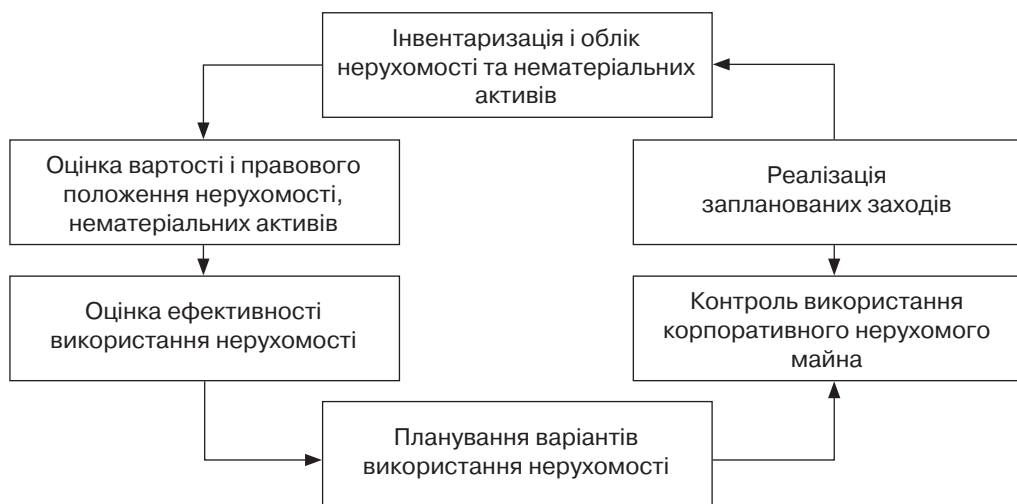 Інвентаризація і облік
нерухомості та нематеріальних
активів
Оцінка вартості і правового
положення нерухомості,
нематеріальних активів
Реалізація
запланованих заходів
Оцінка ефективності
використання нерухомості
Контроль використання
корпоративного нерухомого
майна
Планування варіантів
використання нерухомості